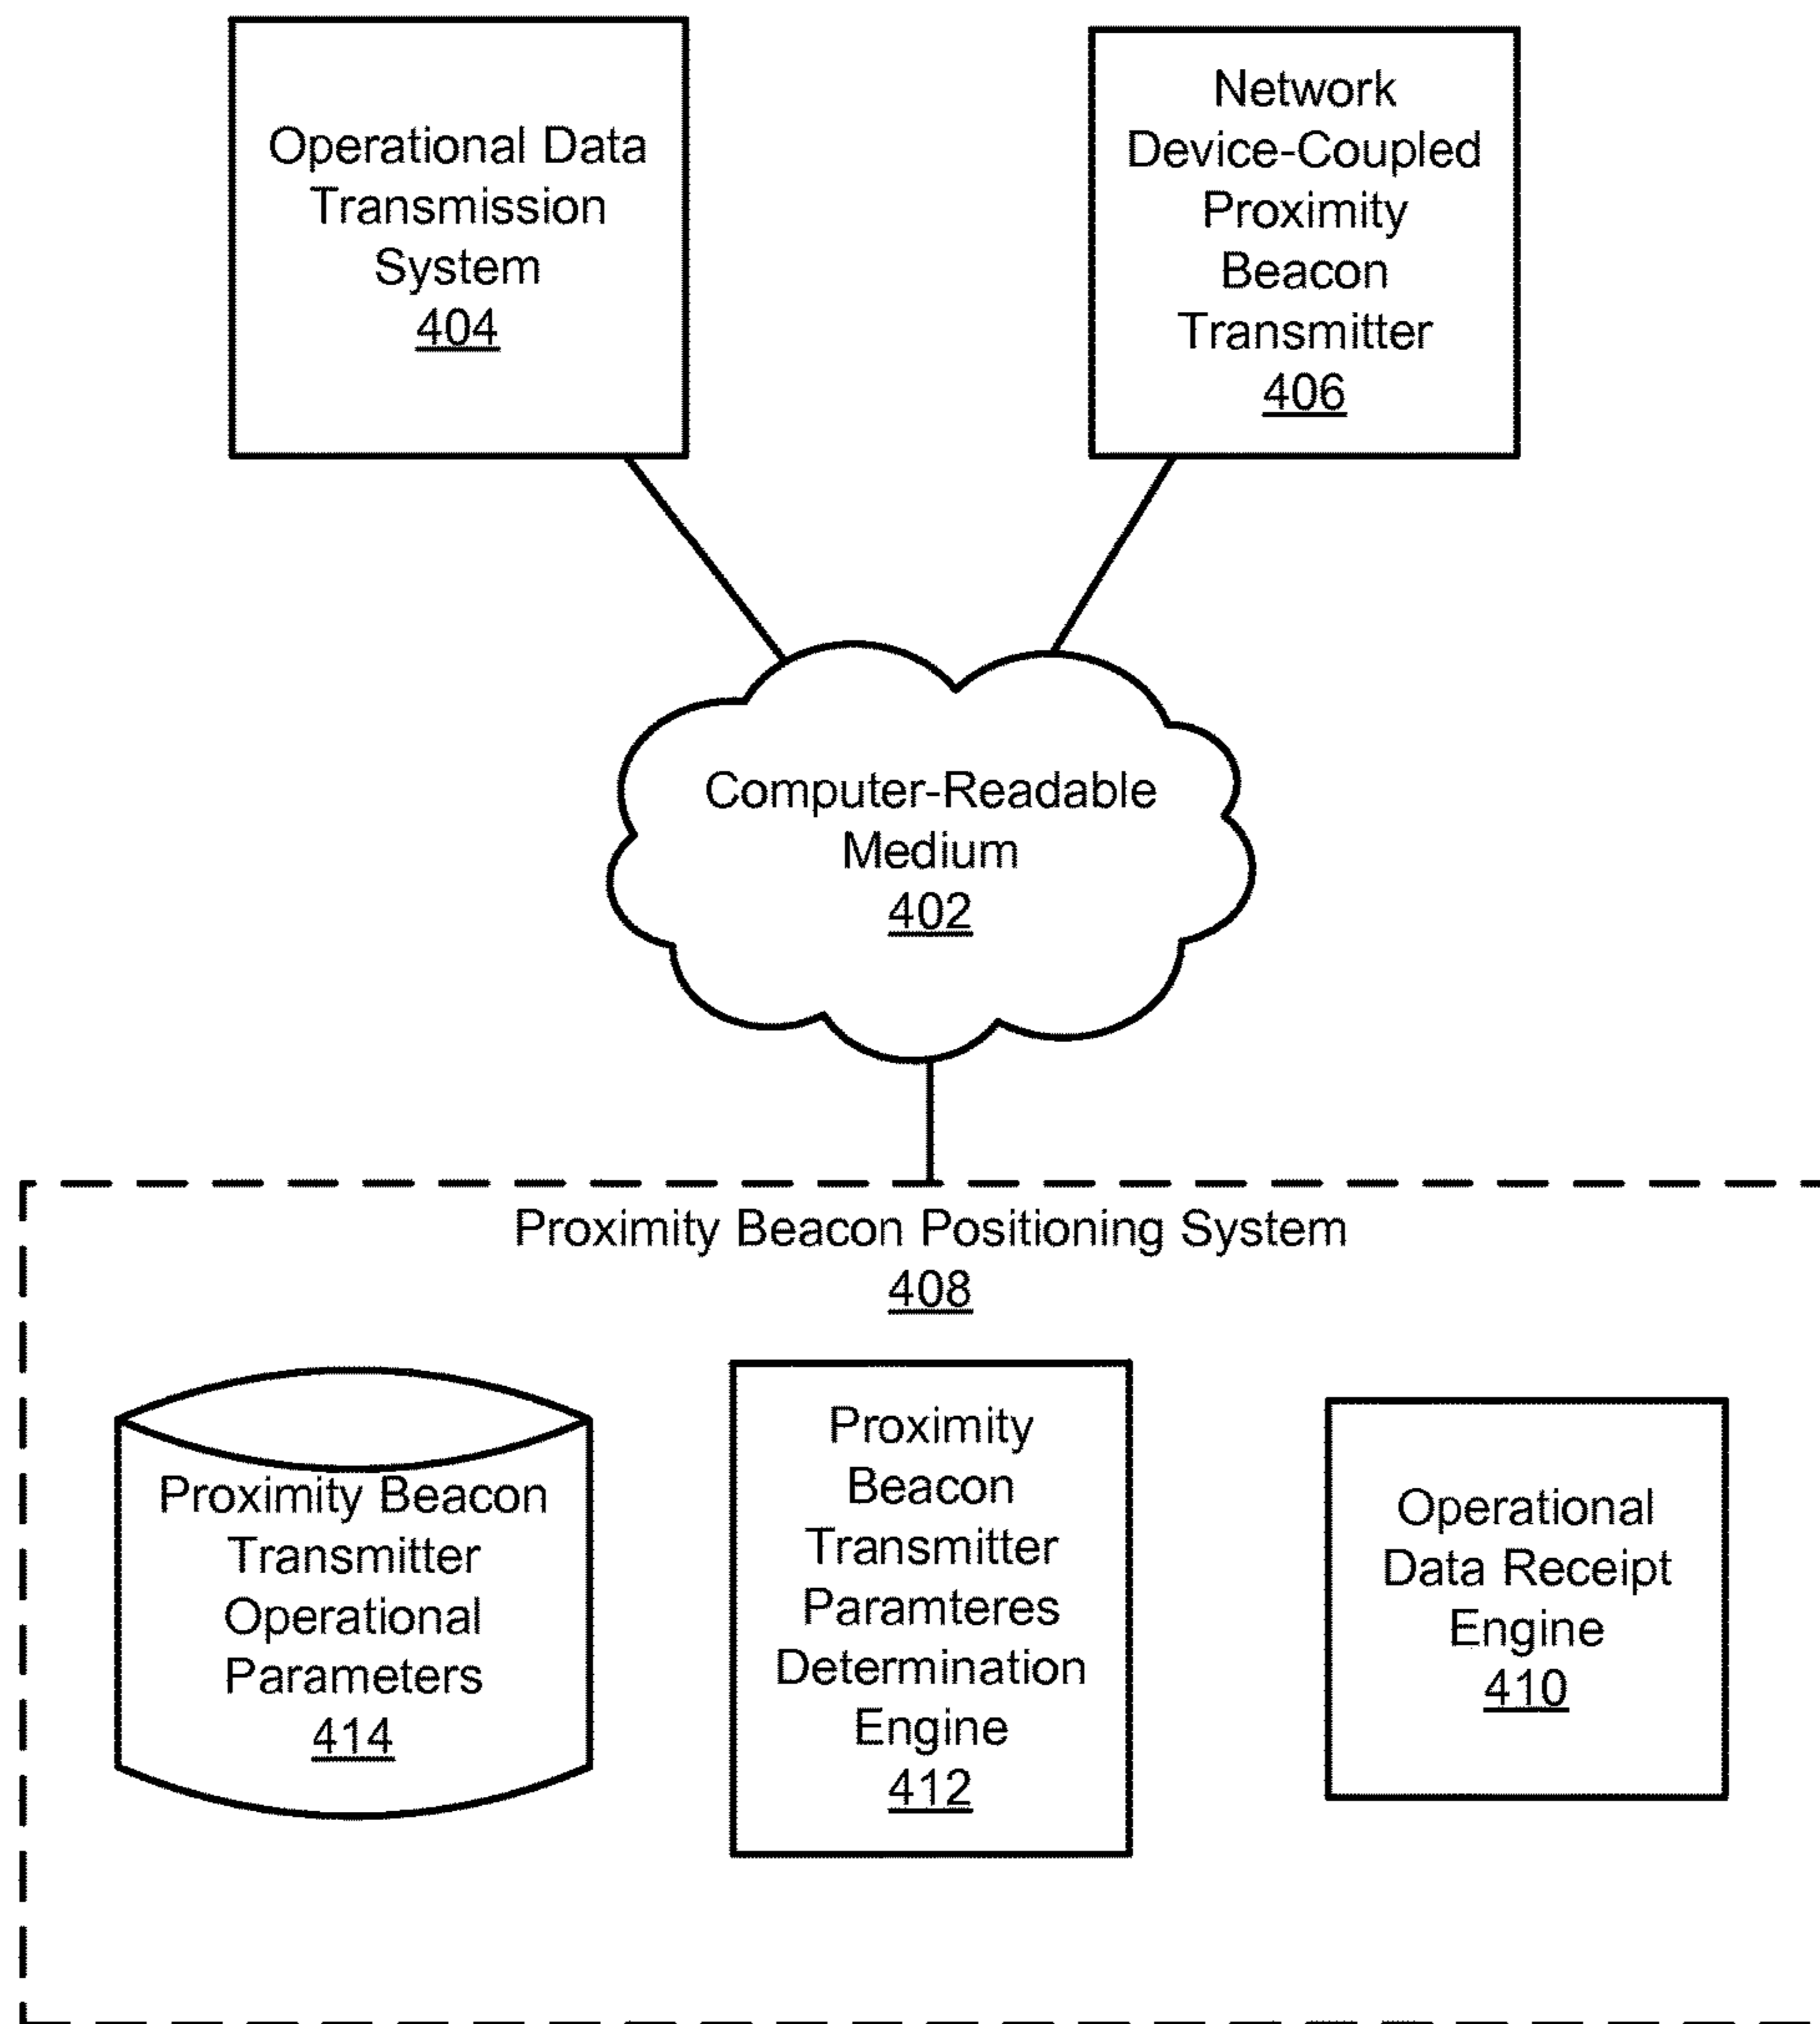 Operational Data
Transmission
System
404
Network
Device-Coupled
Proximity
Beacon
Transmitter
406
Computer-Readable
Medium
402
Proximity Beacon Positioning System
408
Proximity Beacon
Transmitter
Operational
Parameters
414
Proximity
Beacon
Transmitter
Paramteres
Determination
Engine
412
Operational
Data Receipt
Engine
410